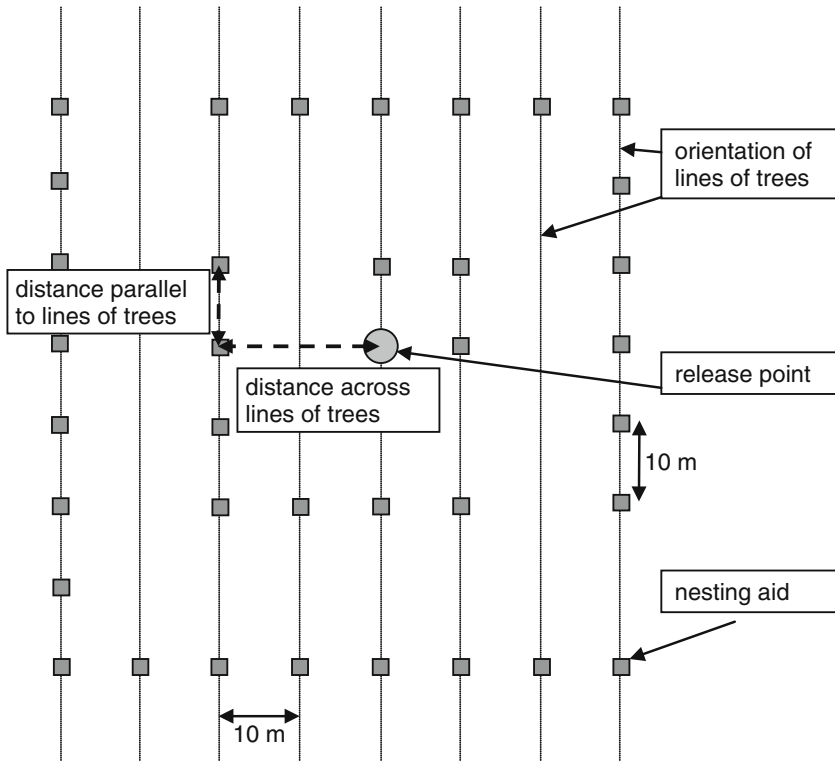 orientation of
lines of trees
distance parallel
to lines of trees
distance across
lines of trees
release point
10 m
nesting aid
10 m